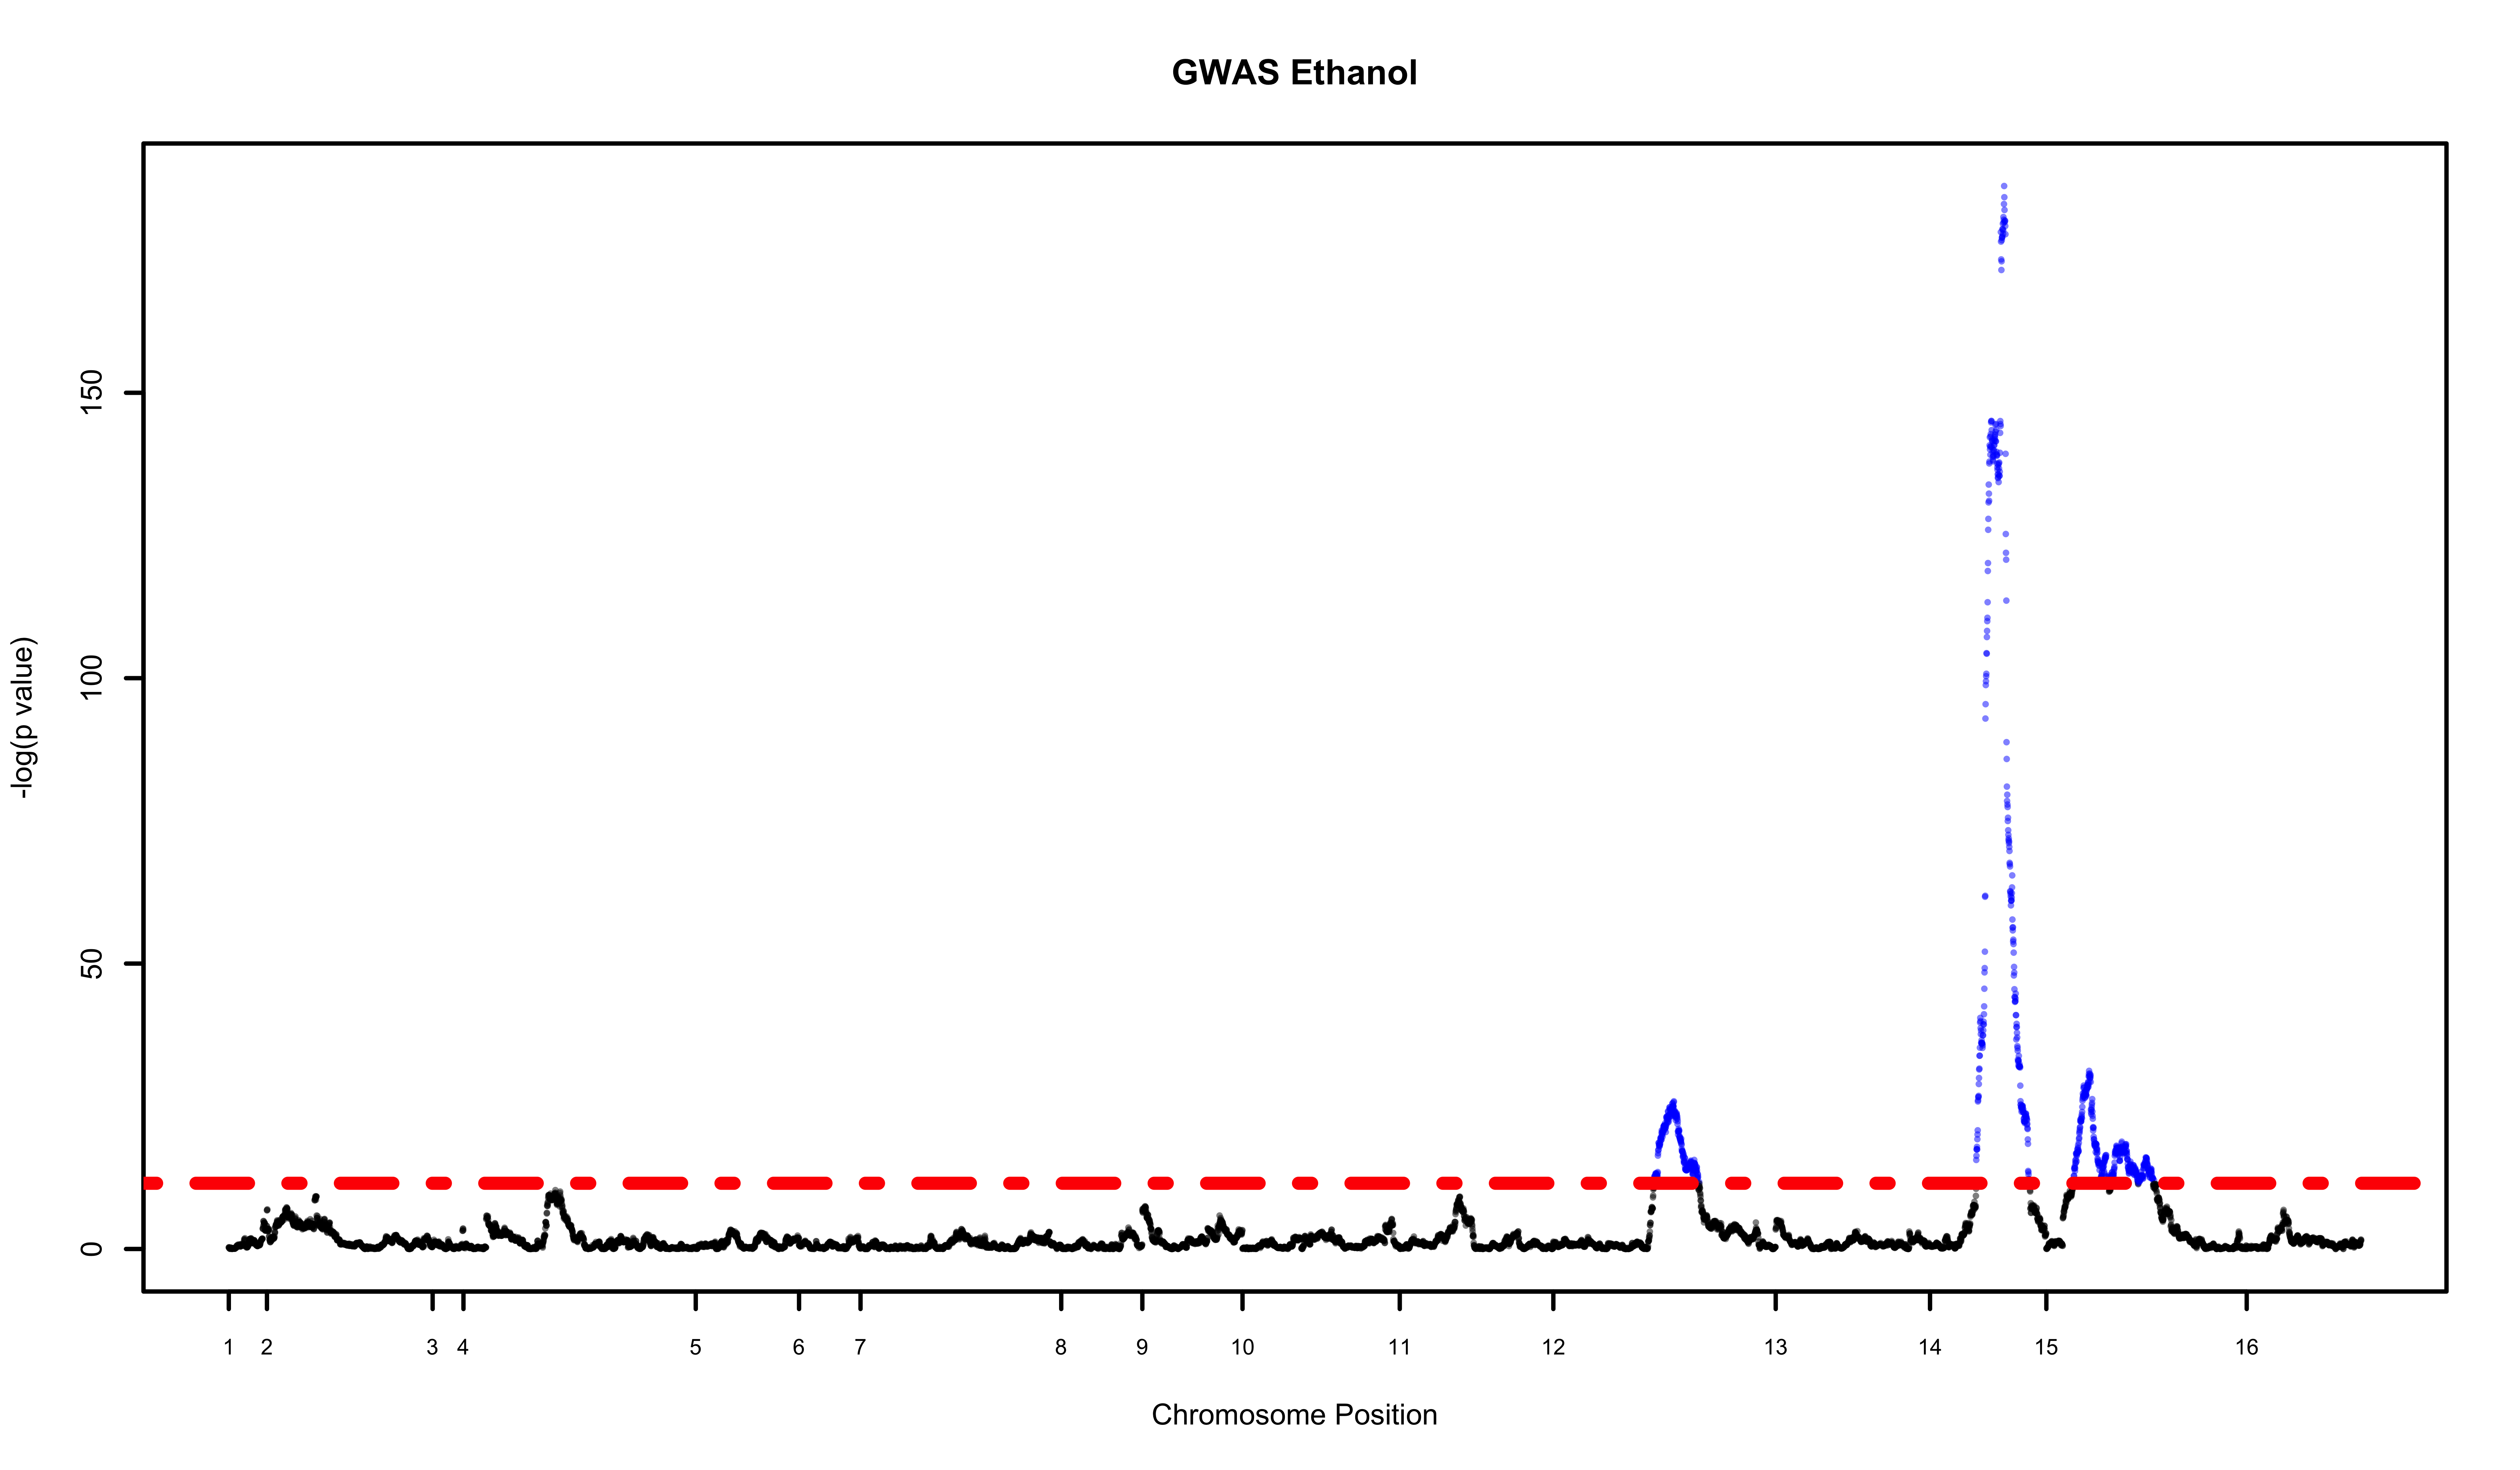 GWAS Ethanol
-log(p value)
150
100
50
0
1 2 3 4 5 6 7 8 9 10 11 12 13 14 15 16
Chromosome Position